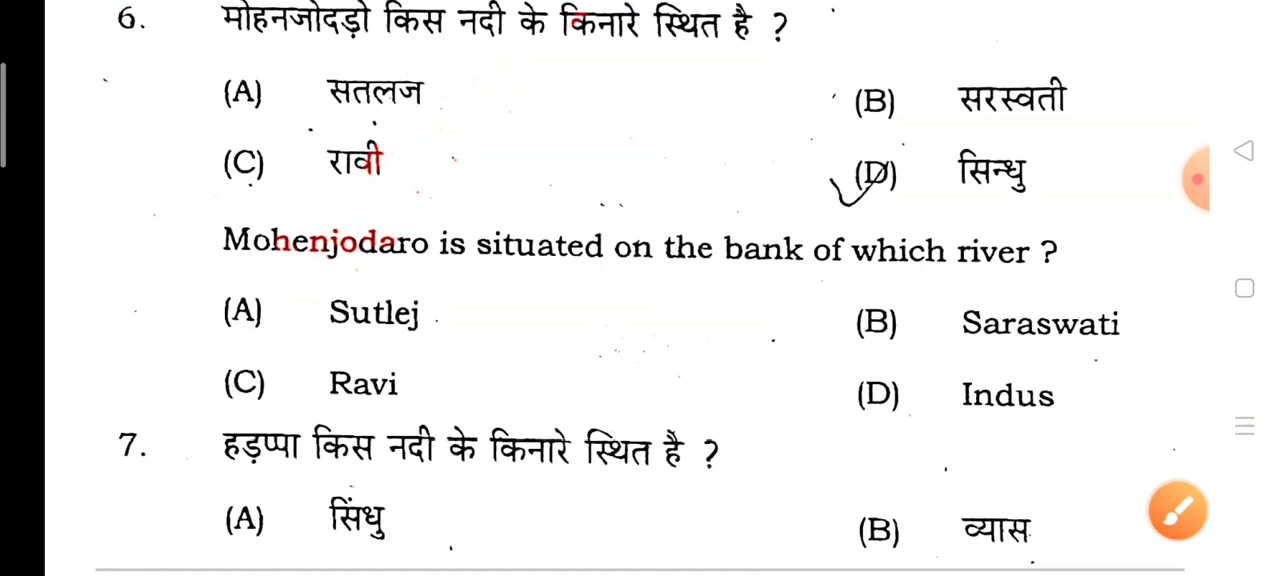 6. मोहनजोदड़ो किस नदी के किनारे स्थित है ?
(A) सतलज (B) सरस्वती
(C) रावी (D) सिन्धु
Mohenjodaro is situated on the bank of which river ?
(A) Sutlej (B) Saraswati
(C) Ravi (D) Indus
7. हड़प्पा किस नदी के किनारे स्थित है ?
(A) सिंधु (B) व्यास